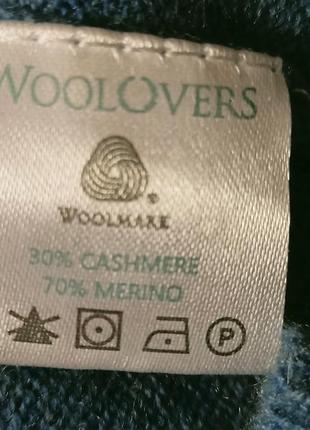 WOOLOVERS
WOOLMARK
30% CASHMERE
70% MERINO
P